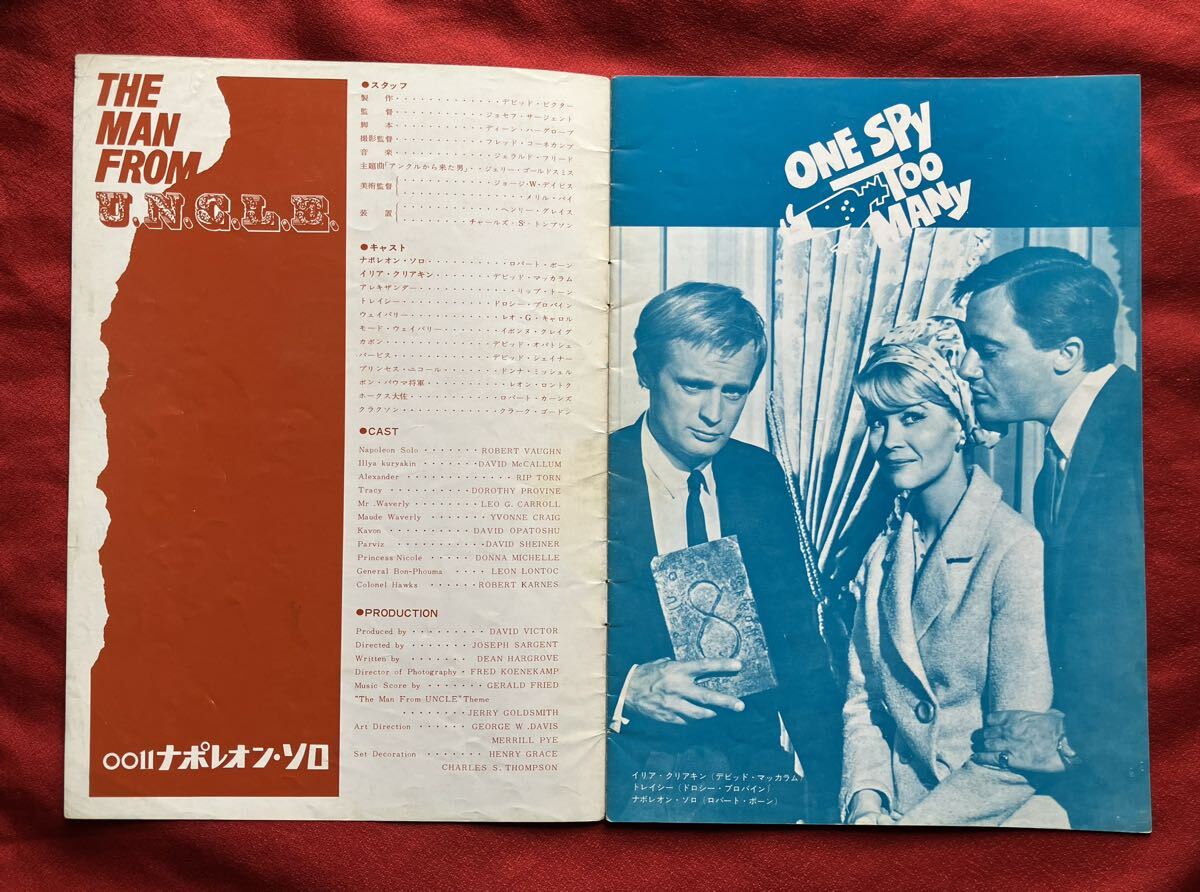 THE
MAN
FROM
U.N.C.L.E.
0011ナポレオン・ソロ
●スタッフ
製　作・・・・・・・・・・・・・デビッド・ビクター
監　督・・・・・・・・・・・ジョセフ・サージェント
脚　本・・・・・・・・・・・ディーン・ハーグローブ
撮影監督・・・・・・・・・・・フレッド・コーネカンプ
音　楽・・・・・・・・・・・・ジェラルド・フリード
主題曲「アンクルから来た男」・・ジェリー・ゴールドスミス
美術監督・・・・・・・・・・・ジョージ・W・デイビス
・・・・・・・・・・・・メリル・パイ
装　置・・・・・・・・・・・ヘンリー・グレイス
チャールズ・S・トンプソン
●キャスト
ナポレオン・ソロ・・・・・・・・・・ロバート・ボーン
イリア・クリアキン・・・・・・・デビッド・マッカラム
アレキザンダー・・・・・・・・・・・・リップ・トーン
トレイシー・・・・・・・・・・・ドロシー・プロバイン
ウェイバリー・・・・・・・・・・・レオ・G・キャロル
モード・ウェイバリー・・・・・・・イボンヌ・クレイグ
カボン・・・・・・・・・・・・デビッド・オパトシュ
パービス・・・・・・・・・・・・デビッド・シェイナー
プリンセス・ニコール・・・・・・・ドンナ・ミッシェル
ボン・パウマ将軍・・・・・・・・・・レオン・ロントク
ホークス大佐・・・・・・・・・・・ロバート・カーンズ
クラクソン・・・・・・・・・・・・クラーク・ゴードン
●CAST
Napoleon Solo ・・・・・・・ ROBERT VAUGHN
Illya kuryakin ・・・・・・・DAVID McCALLUM
Alexander ・・・・・・・・・・・・・RIP TORN
Tracy ・・・・・・・・・・・DOROTHY PROVINE
Mr .Waverly ・・・・・・・・LEO G. CARROLL
Maude Waverly ・・・・・・・YVONNE CRAIG
Kavon ・・・・・・・・・・・DAVID OPATOSHU
Parviz ・・・・・・・・・・・DAVID SHEINER
Princess Nicole ・・・・・・DONNA MICHELLE
General Bon-Phouma ・・・・ LEON LONTOC
Colonel Hawks ・・・・・・・ROBERT KARNES
●PRODUCTION
Produced by ・・・・・・・・・ DAVID VICTOR
Directed by ・・・・・・・・ JOSEPH SARGENT
Written by ・・・・・・・ DEAN HARGROVE
Director of Photography・FRED KOENEKAMP
Music Score by ・・・・・・・ GERALD FRIED
"The Man From UNCLE" Theme
・・・・・・・・JERRY GOLDSMITH
Art Direction ・・・・・・ GEORGE W .DAVIS
MERRILL PYE
Set Decoration ・・・・・・・ HENRY GRACE
CHARLES S. THOMPSON
ONE SPY
TOO
MANY
イリア・クリアキン（デビッド・マッカラム）
トレイシー（ドロシー・プロバイン）
ナポレオン・ソロ（ロバート・ボーン）